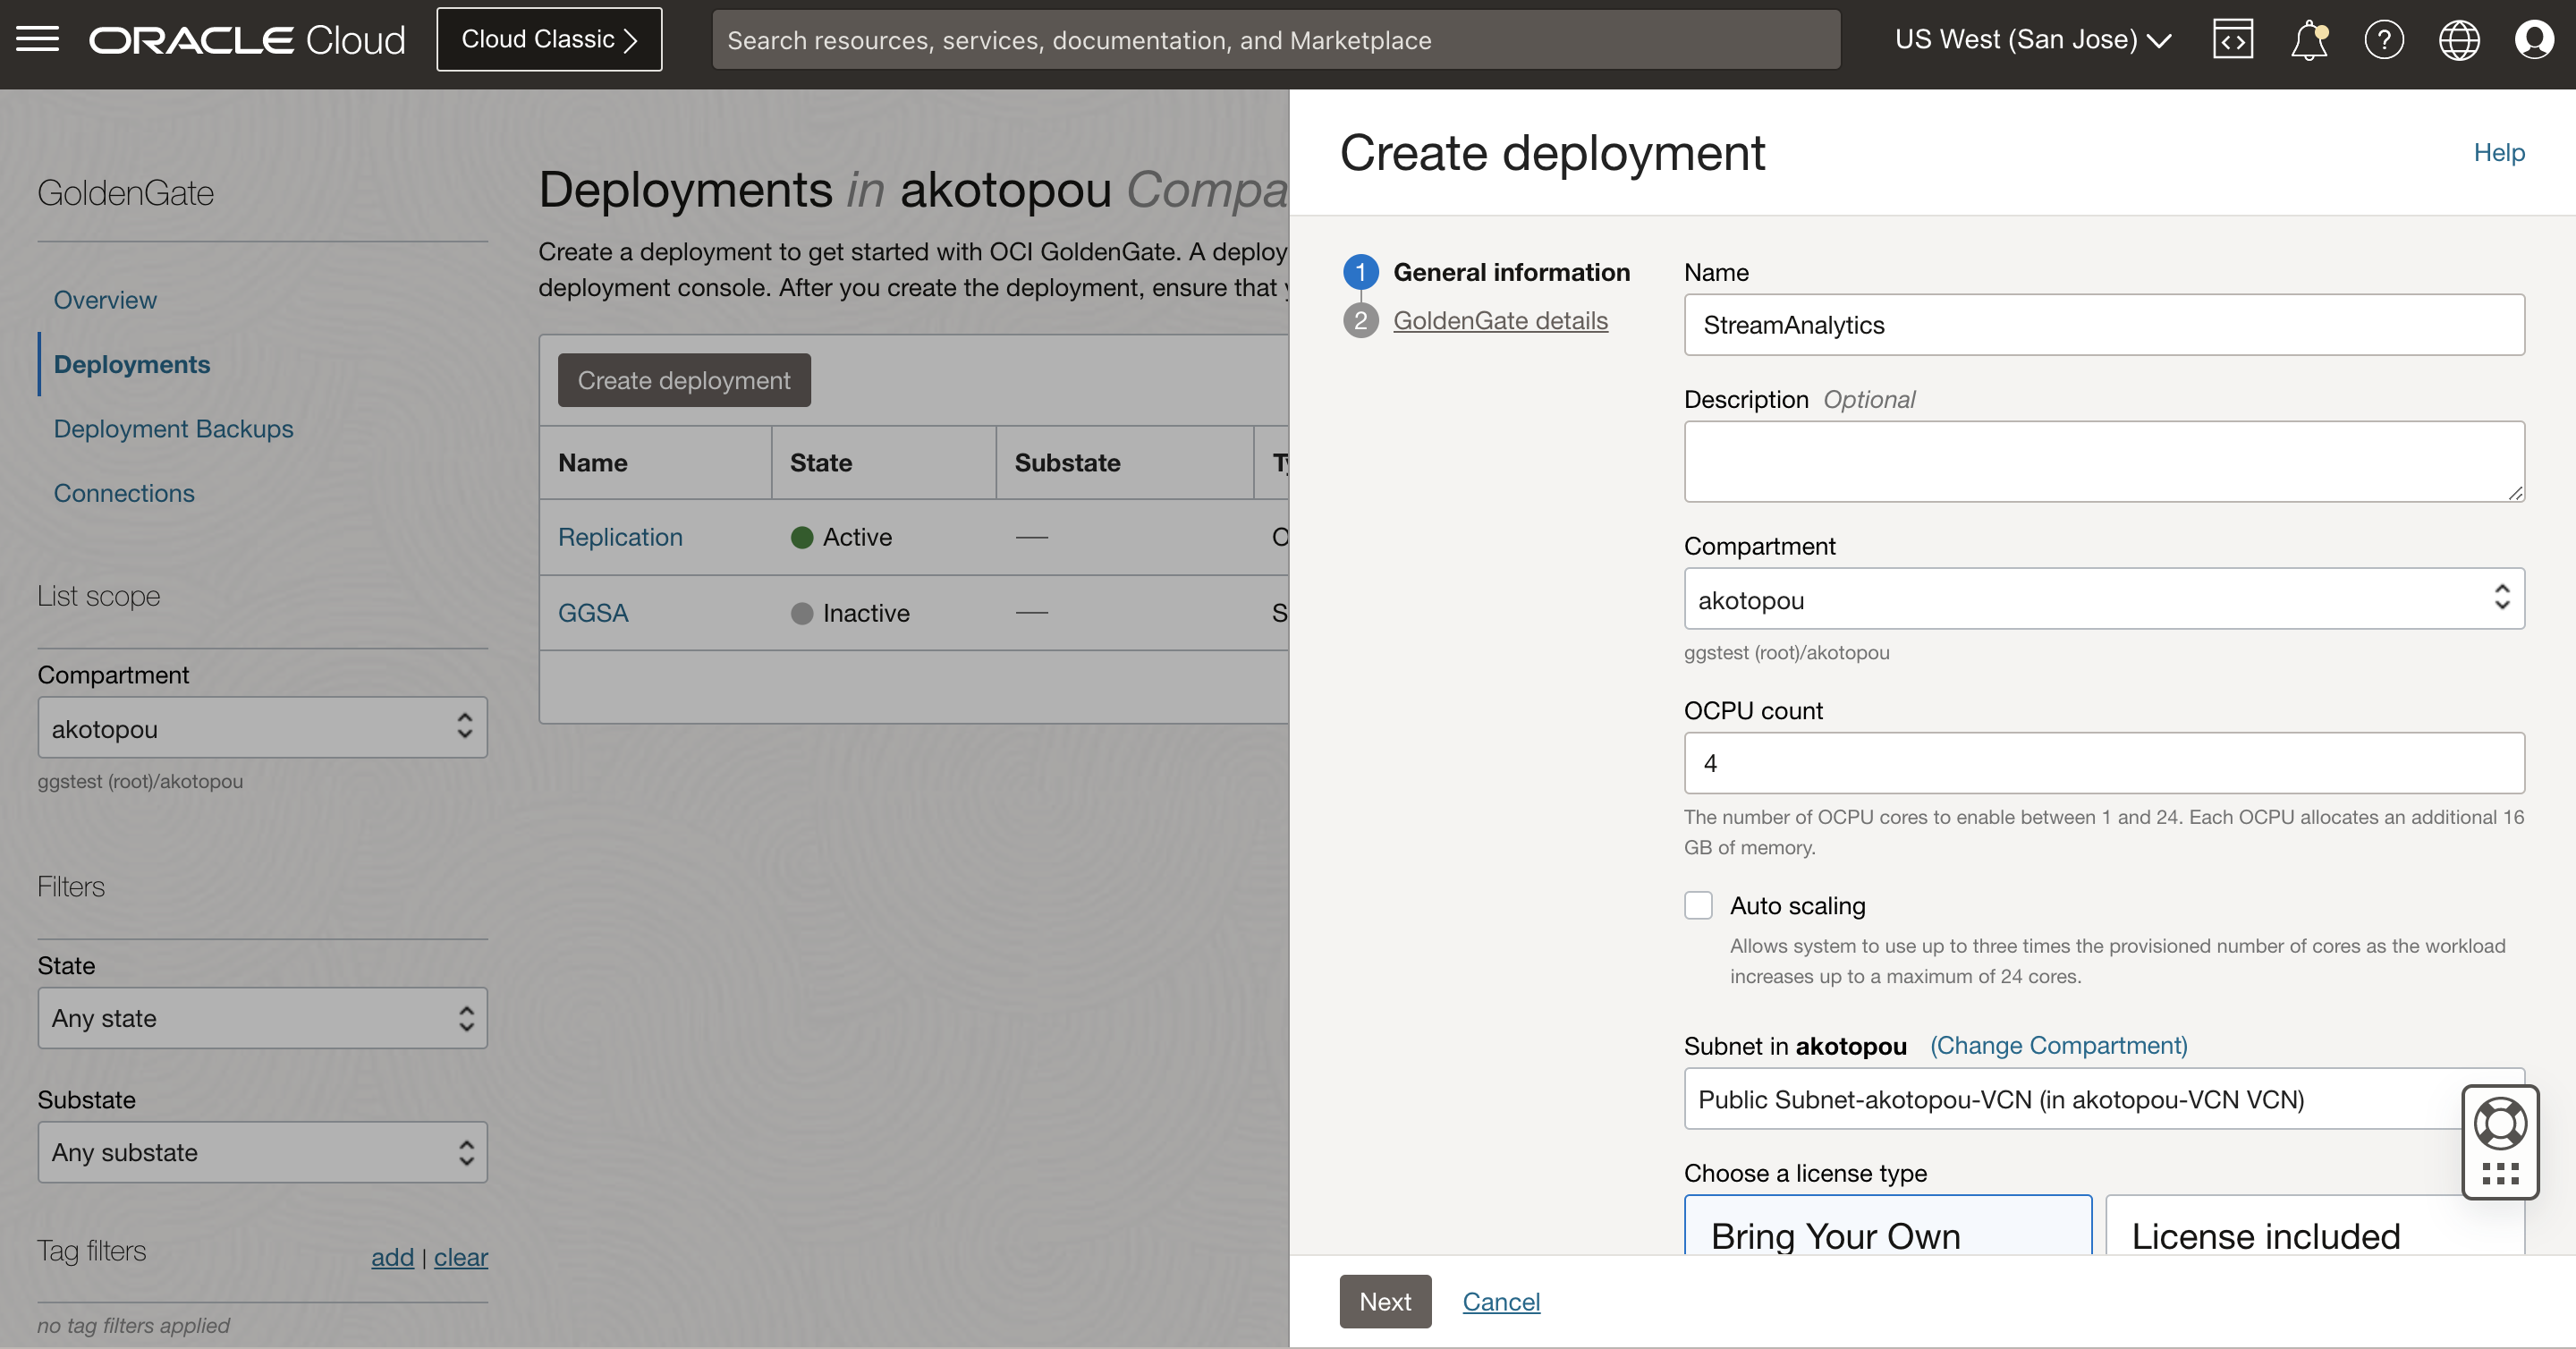 ORACLE Cloud
Cloud Classic
Search resources, services, documentation, and Marketplace
US West (San Jose)
GoldenGate
Overview
Deployments
Deployment Backups
Connections
List scope
Compartment
akotopou
ggstest (root)/akotopou
Filters
State
Any state
Substate
Any substate
Tag filters
add | clear
no tag filters applied
Deployments in akotopou Compa
Create a deployment to get started with OCI GoldenGate. A deploy
deployment console. After you create the deployment, ensure that
Create deployment
Name State Substate
Replication Active — O
GGSA Inactive — S
Create deployment
Help
1 General information
2 GoldenGate details
Name
StreamAnalytics
Description Optional
Compartment
akotopou
ggstest (root)/akotopou
OCPU count
4
The number of OCPU cores to enable between 1 and 24. Each OCPU allocates an additional 16
GB of memory.
Auto scaling
Allows system to use up to three times the provisioned number of cores as the workload
increases up to a maximum of 24 cores.
Subnet in akotopou (Change Compartment)
Public Subnet-akotopou-VCN (in akotopou-VCN VCN)
Choose a license type
Bring Your Own
License included
Next
Cancel